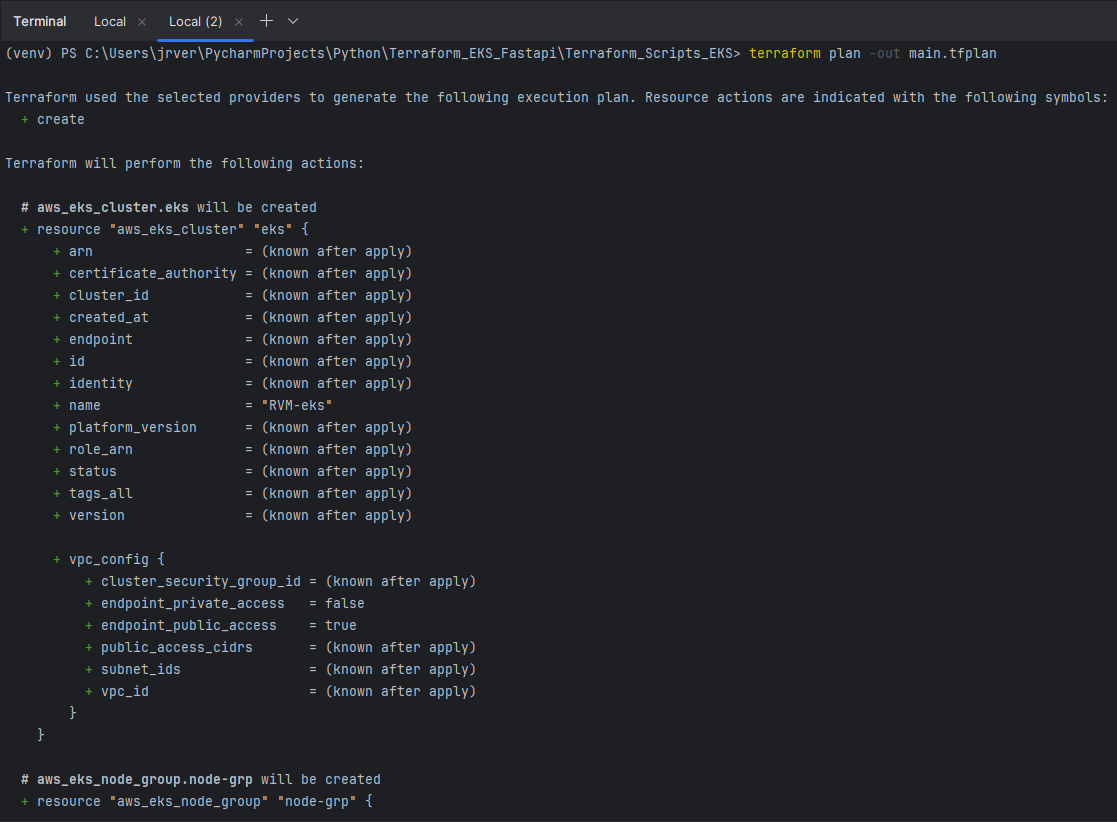 Terminal Local × Local (2) ×
(venv) PS C:\Users\jrver\PycharmProjects\Python\Terraform_EKS_Fastapi\Terraform_Scripts_EKS> terraform plan -out main.tfplan
Terraform used the selected providers to generate the following execution plan. Resource actions are indicated with the following symbols:
+ create
Terraform will perform the following actions:
# aws_eks_cluster.eks will be created
+ resource "aws_eks_cluster" "eks" {
+ arn = (known after apply)
+ certificate_authority = (known after apply)
+ cluster_id = (known after apply)
+ created_at = (known after apply)
+ endpoint = (known after apply)
+ id = (known after apply)
+ identity = (known after apply)
+ name = "RVM-eks"
+ platform_version = (known after apply)
+ role_arn = (known after apply)
+ status = (known after apply)
+ tags_all = (known after apply)
+ version = (known after apply)
+ vpc_config {
+ cluster_security_group_id = (known after apply)
+ endpoint_private_access = false
+ endpoint_public_access = true
+ public_access_cidrs = (known after apply)
+ subnet_ids = (known after apply)
+ vpc_id = (known after apply)
}
}
# aws_eks_node_group.node-grp will be created
+ resource "aws_eks_node_group" "node-grp" {